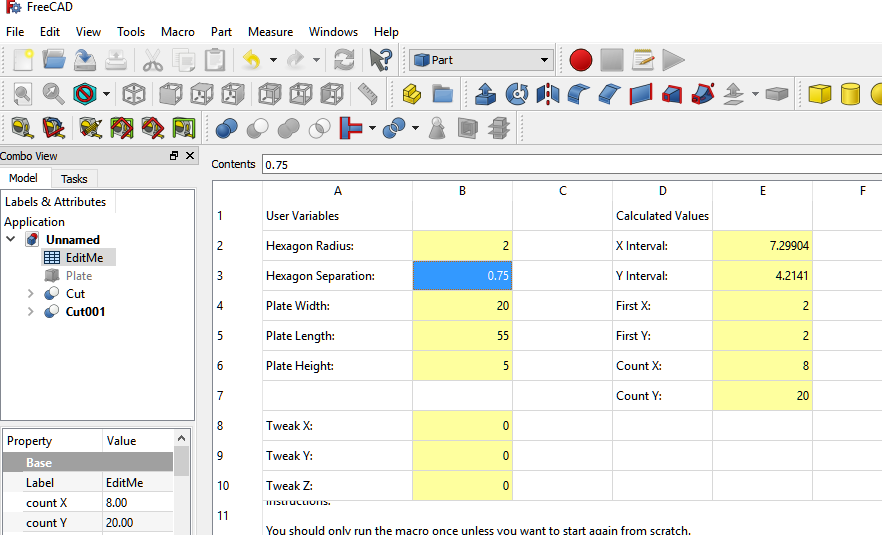 FreeCAD
File Edit View Tools Macro Part Measure Windows Help
Part
Combo View
Contents 0.75
Model Tasks
Labels & Attributes
Application
Unnamed
EditMe
Plate
Cut
Cut001
Property Value
Base
Label EditMe
count X 8.00
count Y 20.00
A B C D E F
1 User Variables Calculated Values
2 Hexagon Radius: 2 X Interval: 7.29904
3 Hexagon Separation: 0.75 Y Interval: 4.2141
4 Plate Width: 20 First X: 2
5 Plate Length: 55 First Y: 2
6 Plate Height: 5 Count X: 8
7 Count Y: 20
8 Tweak X: 0
9 Tweak Y: 0
10 Tweak Z: 0
Instructions:
11
You should only run the macro once unless you want to start again from scratch.